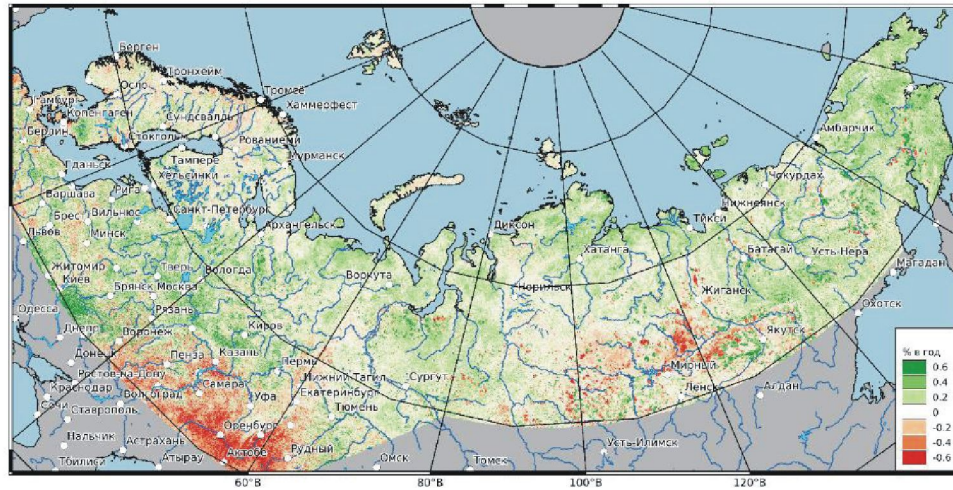 Берген
Тронхейм
Тромсё
Осло
Хаммерфест
Гамбург
Копенгаген
Сундсвалль
Берлин
Стокгольм
Рованиеми
Мурманск
Гданьск
Тампере
Хельсинки
Амбарчик
Варшава
Рига
Чокурдах
Брест
Вильнюс
Санкт-Петербург
Нижнеянск
Львов
Минск
Архангельск
Диксон
Тикси
Хатанга
Батагай
Усть-Нера
Житомир
Тверь
Вологда
Воркута
Магадан
Киев
Брянск
Москва
Норильск
Жиганск
Охотск
Одесса
Рязань
Днепр
Воронеж
Киров
Якутск
Донецк
Пенза
Казань
Пермь
Мирный
Ростов-на-Дону
Нижний Тагил
Сургут
Краснодар
Самара
Екатеринбург
Ленск
Алдан
Волгоград
Уфа
Тюмень
Сочи
Ставрополь
Оренбург
Усть-Илимск
Нальчик
Астрахань
Рудный
Тбилиси
Атырау
Актобе
Омск
Томск
% в год
0.6
0.4
0.2
0
-0.2
-0.4
-0.6
60°В
80°В
100°В
120°В